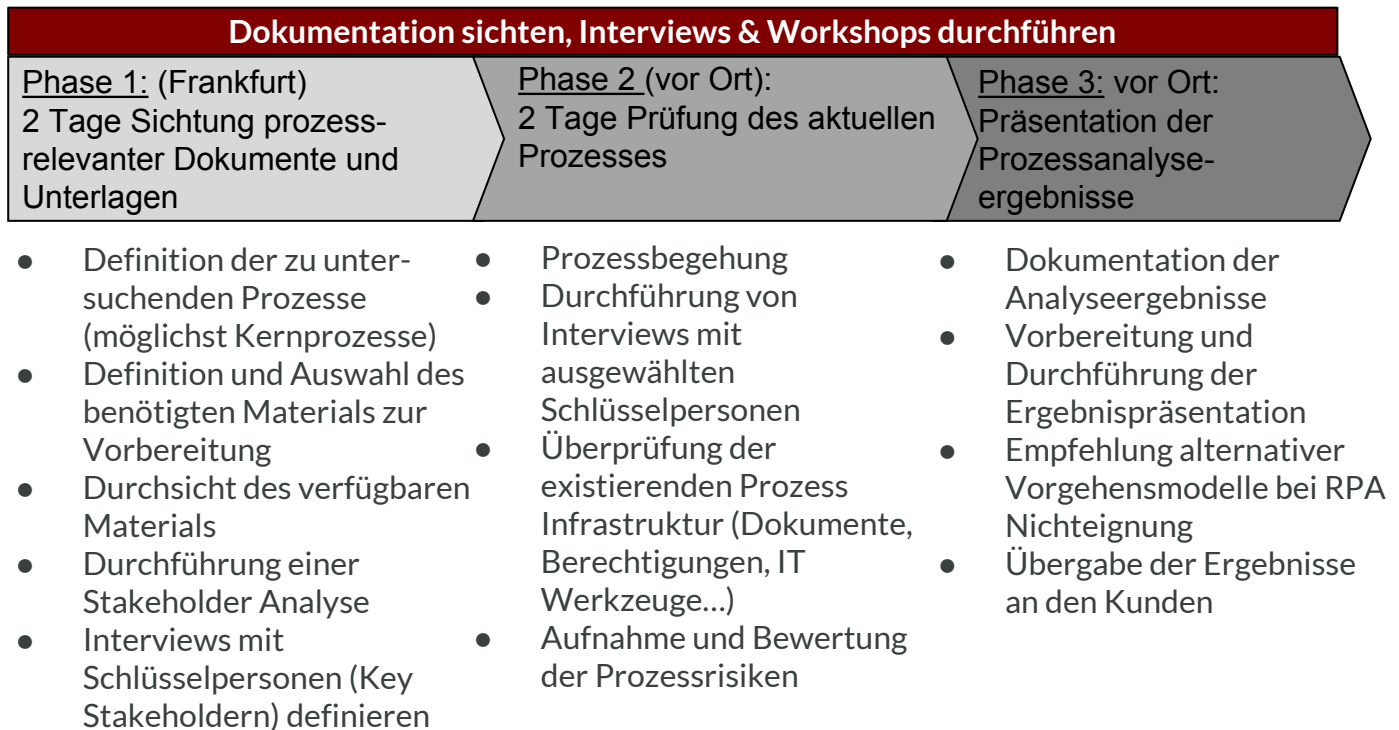 Dokumentation sichten, Interviews & Workshops durchführen
Phase 1: (Frankfurt)
2 Tage Sichtung prozess-
relevanter Dokumente und
Unterlagen
Phase 2 (vor Ort):
2 Tage Prüfung des aktuellen
Prozesses
Phase 3: vor Ort:
Präsentation der
Prozessanalyse-
ergebnisse
● Definition der zu unter-
suchenden Prozesse
(möglichst Kernprozesse)
● Definition und Auswahl des
benötigten Materials zur
Vorbereitung
● Durchsicht des verfügbaren
Materials
● Durchführung einer
Stakeholder Analyse
● Interviews mit
Schlüsselpersonen (Key
Stakeholdern) definieren
● Prozessbegehung
● Durchführung von
Interviews mit
ausgewählten
Schlüsselpersonen
● Überprüfung der
existierenden Prozess
Infrastruktur (Dokumente,
Berechtigungen, IT
Werkzeuge…)
● Aufnahme und Bewertung
der Prozessrisiken
● Dokumentation der
Analyseergebnisse
● Vorbereitung und
Durchführung der
Ergebnispräsentation
● Empfehlung alternativer
Vorgehensmodelle bei RPA
Nichteignung
● Übergabe der Ergebnisse
an den Kunden